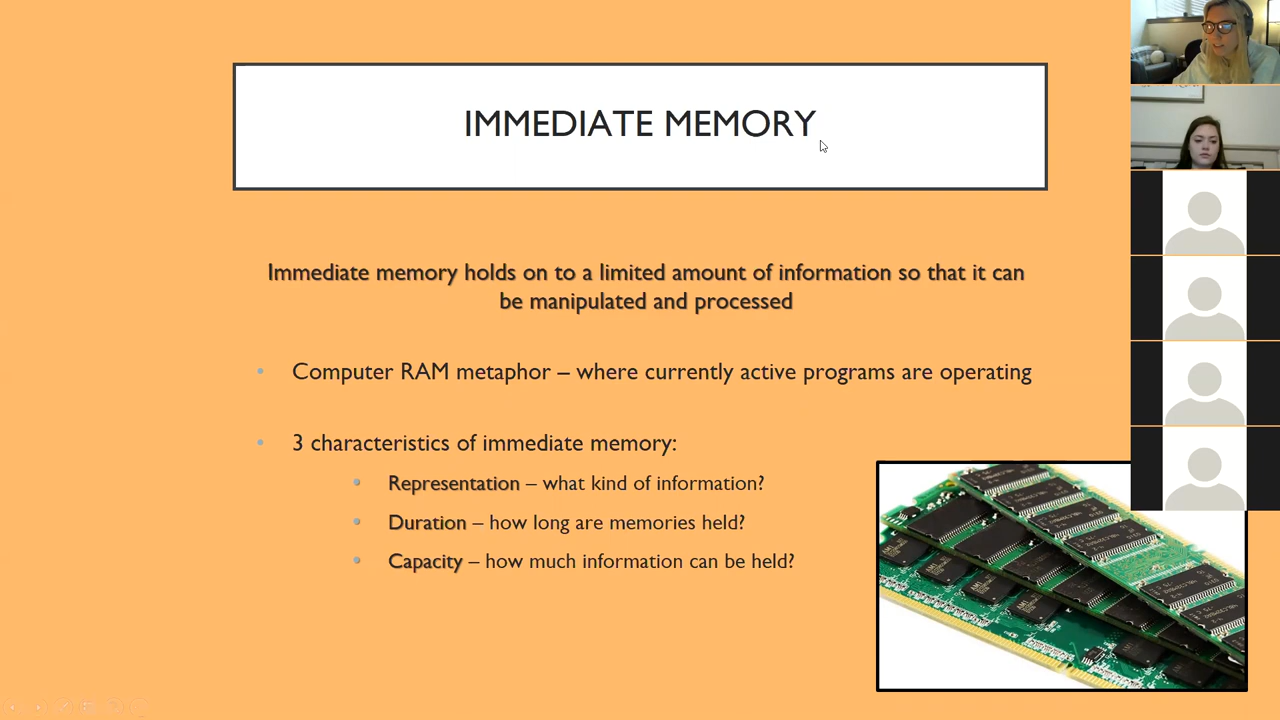 IMMEDIATE MEMORY
Immediate memory holds on to a limited amount of information so that it can
be manipulated and processed
• Computer RAM metaphor – where currently active programs are operating
• 3 characteristics of immediate memory:
• Representation – what kind of information?
• Duration – how long are memories held?
• Capacity – how much information can be held?